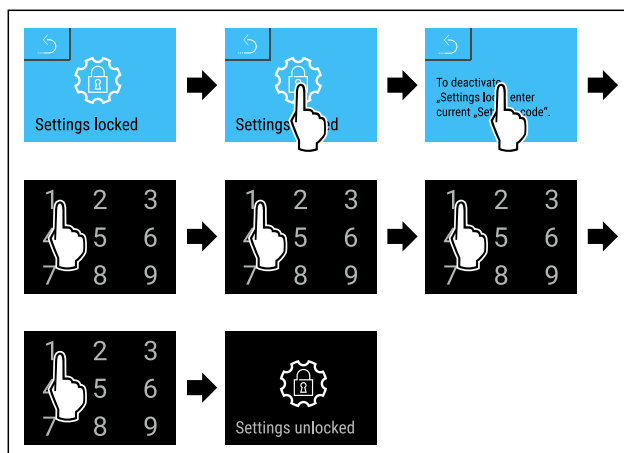 Settings locked
Settings
To deactivate
„Settings enter
current code".
1 2 3
4 5 6
7 8 9
1 2 3
4 5 6
7 8 9
1 2 3
4 5 6
7 8 9
1 2 3
4 5 6
7 8 9
Settings unlocked